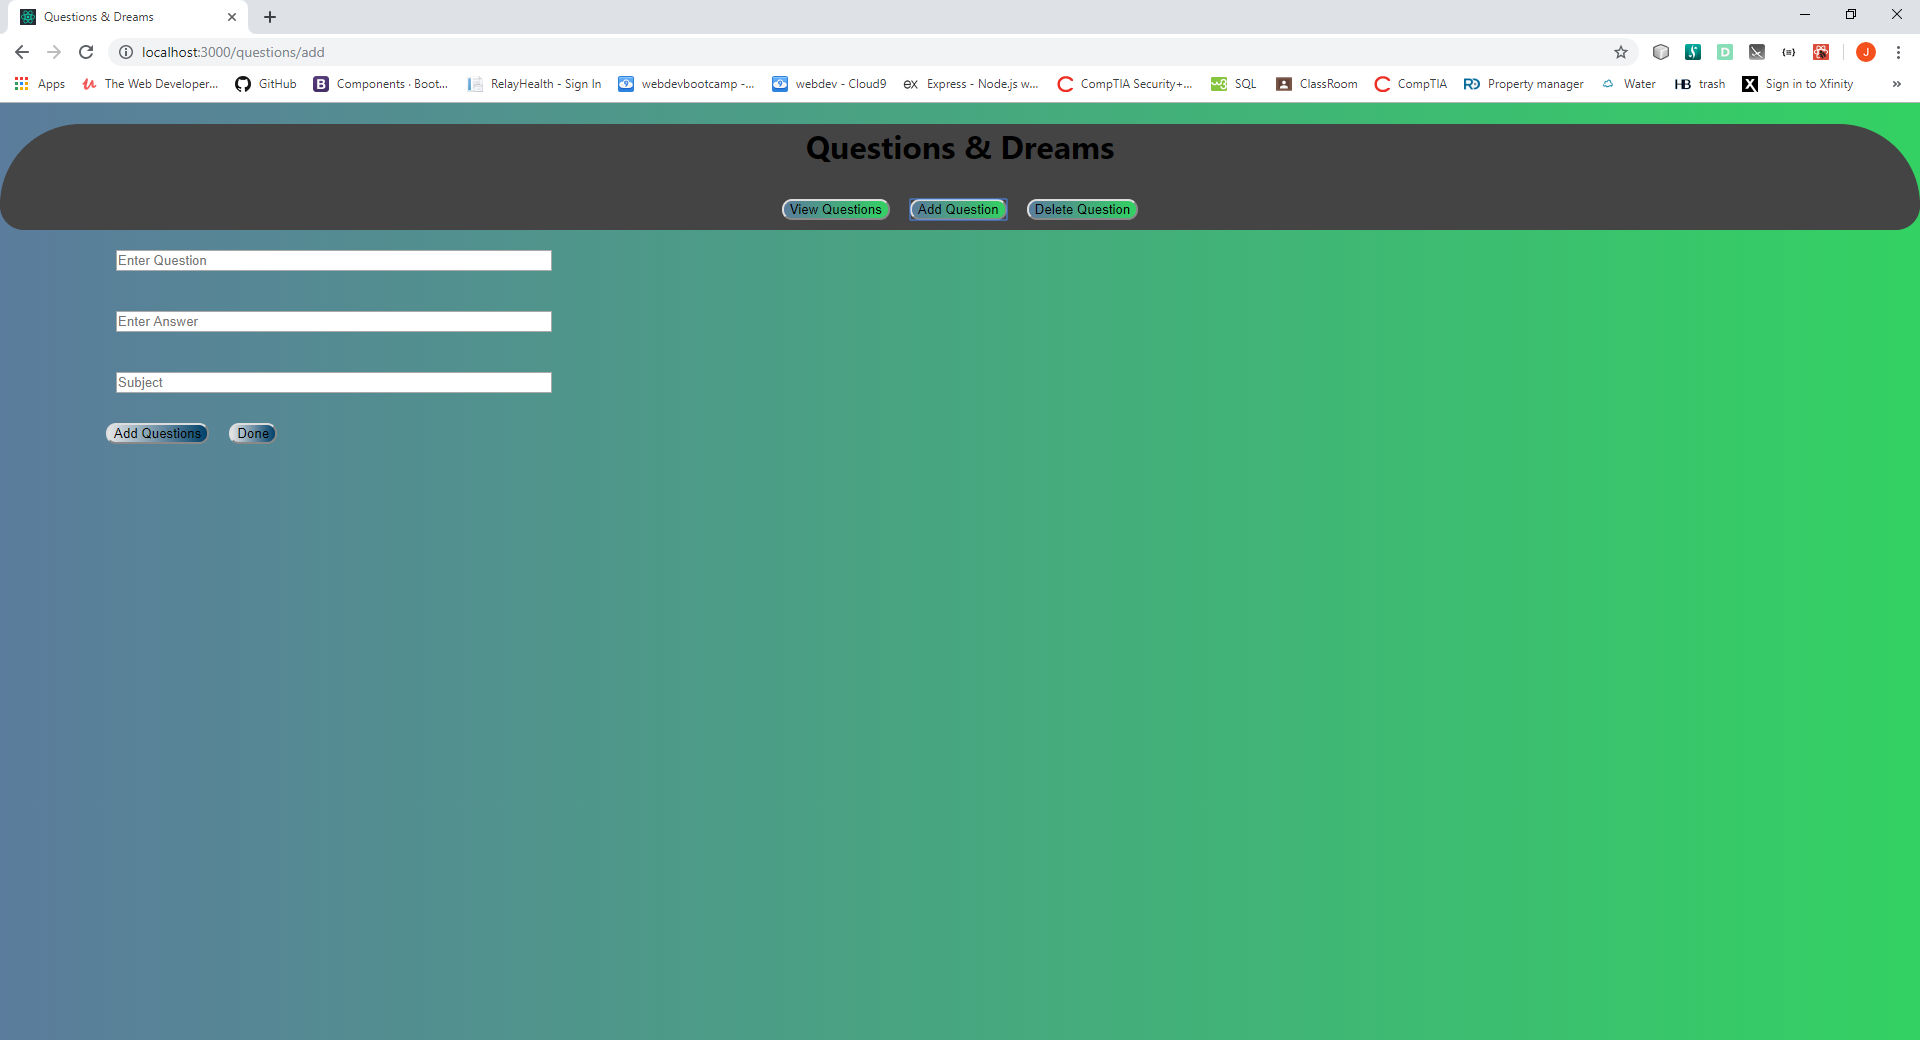 Questions & Dreams
localhost:3000/questions/add
J
Apps The Web Developer... GitHub B Components · Boot... RelayHealth - Sign In webdevbootcamp -... webdev - Cloud9 ex Express - Node.js w... CompTIA Security+... SQL ClassRoom CompTIA Property manager Water HB trash X Sign in to Xfinity »
Questions & Dreams
View Questions Add Question Delete Question
Enter Question
Enter Answer
Subject
Add Questions Done